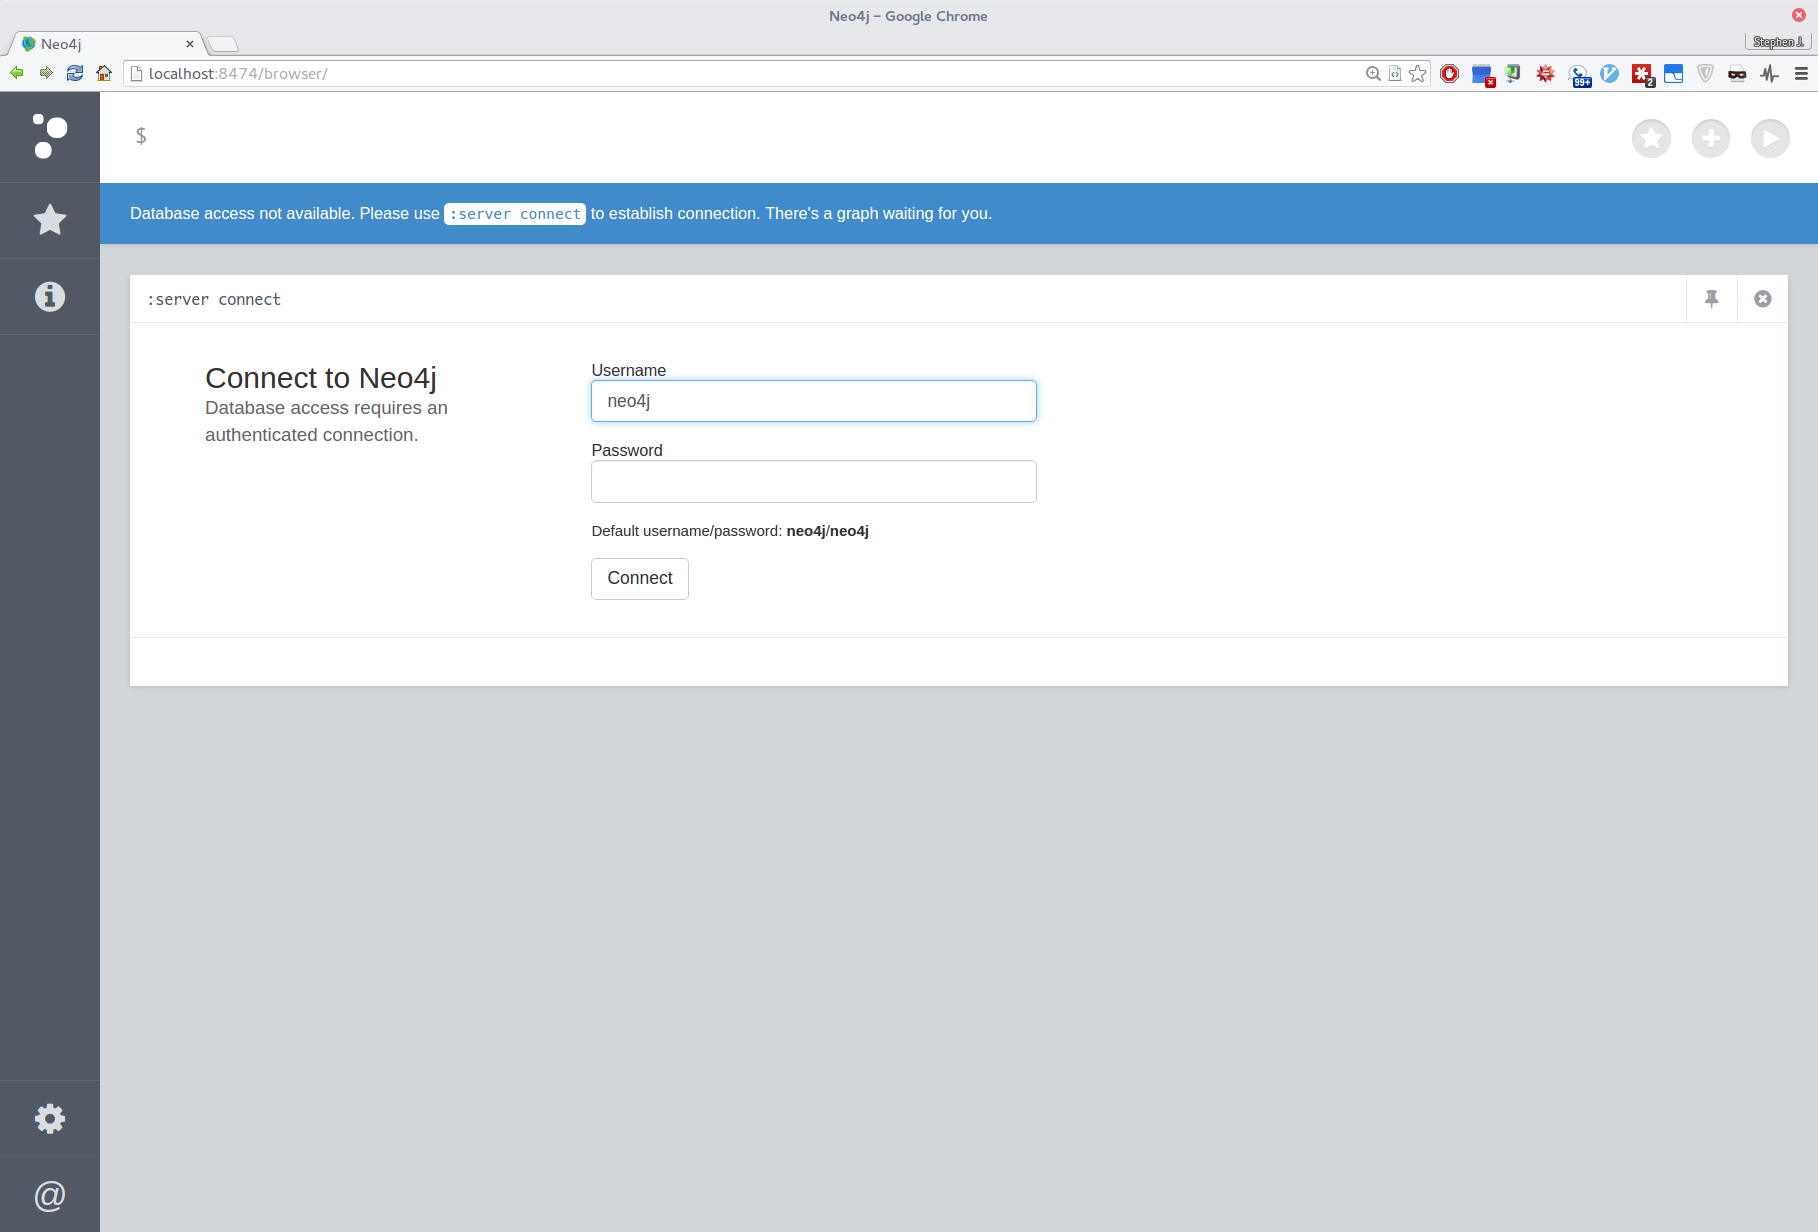 Neo4j – Google Chrome
Neo4j
Stephen J.
localhost:8474/browser/
99+
2
$
Database access not available. Please use :server connect to establish connection. There's a graph waiting for you.
:server connect
Connect to Neo4j
Database access requires an
authenticated connection.
Username
neo4j
Password
Default username/password: neo4j/neo4j
Connect
@